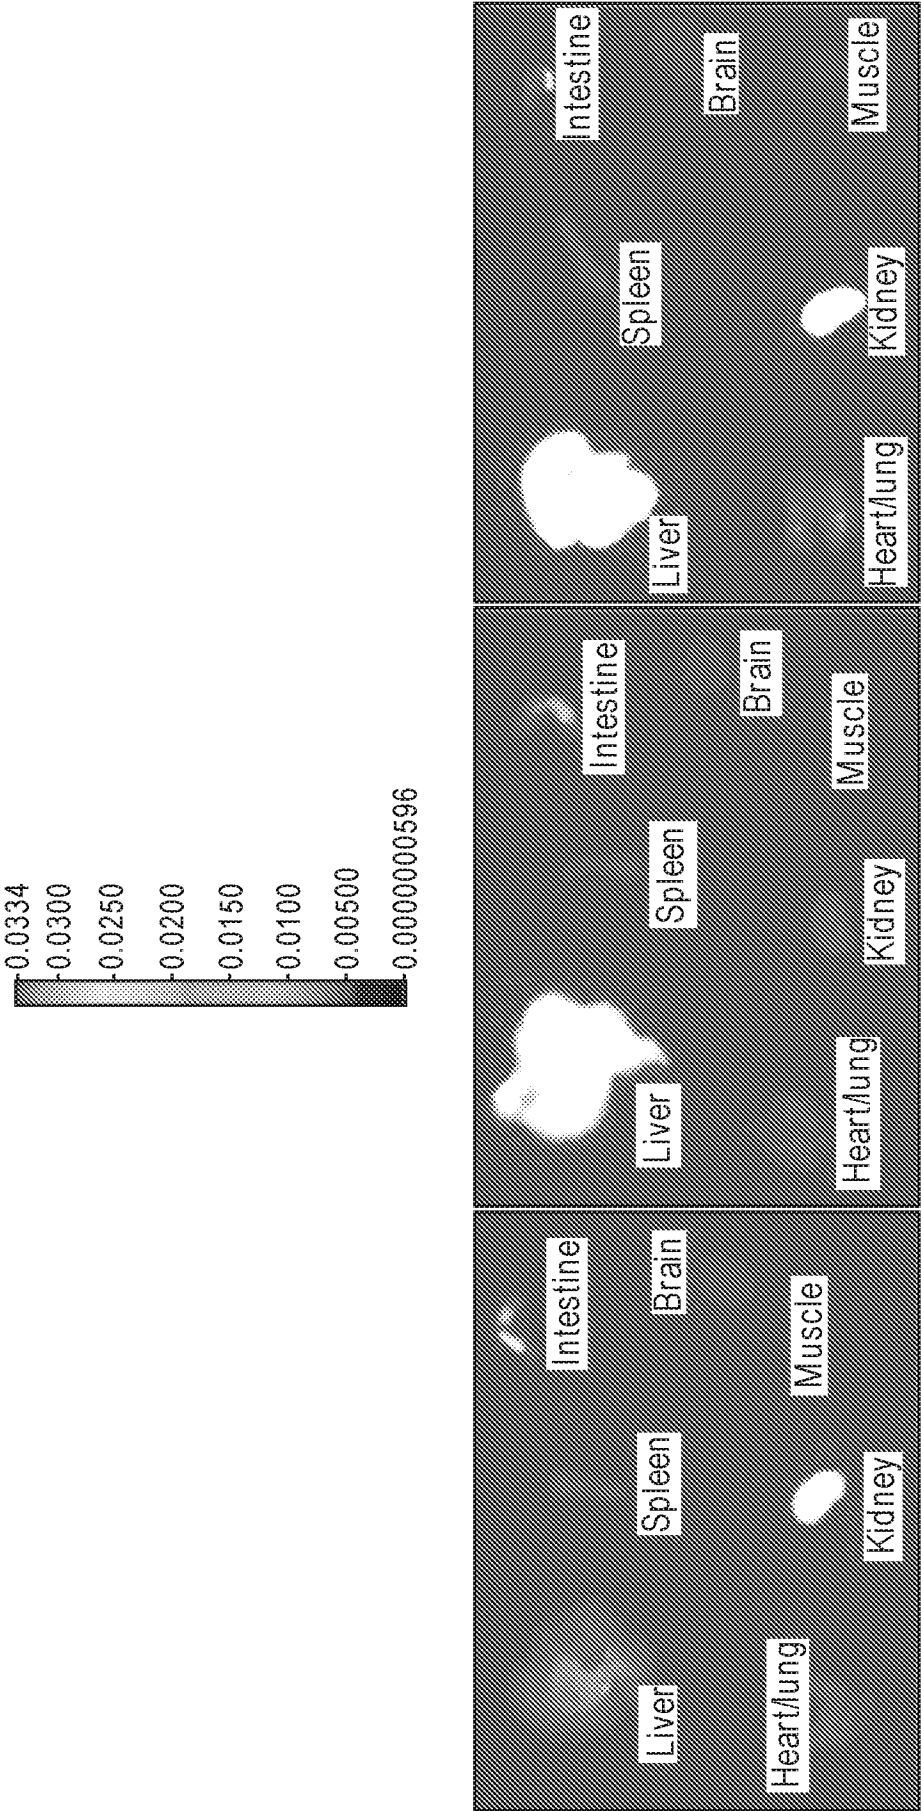 0.0334
0.0300
0.0250
0.0200
0.0150
0.0100
0.00500
0.0000000596
Intestine
Brain
Spleen
Muscle
Liver
Kidney
Heart/lung
Intestine
Brain
Spleen
Muscle
Liver
Kidney
Heart/lung
Intestine
Brain
Spleen
Muscle
Liver
Kidney
Heart/lung